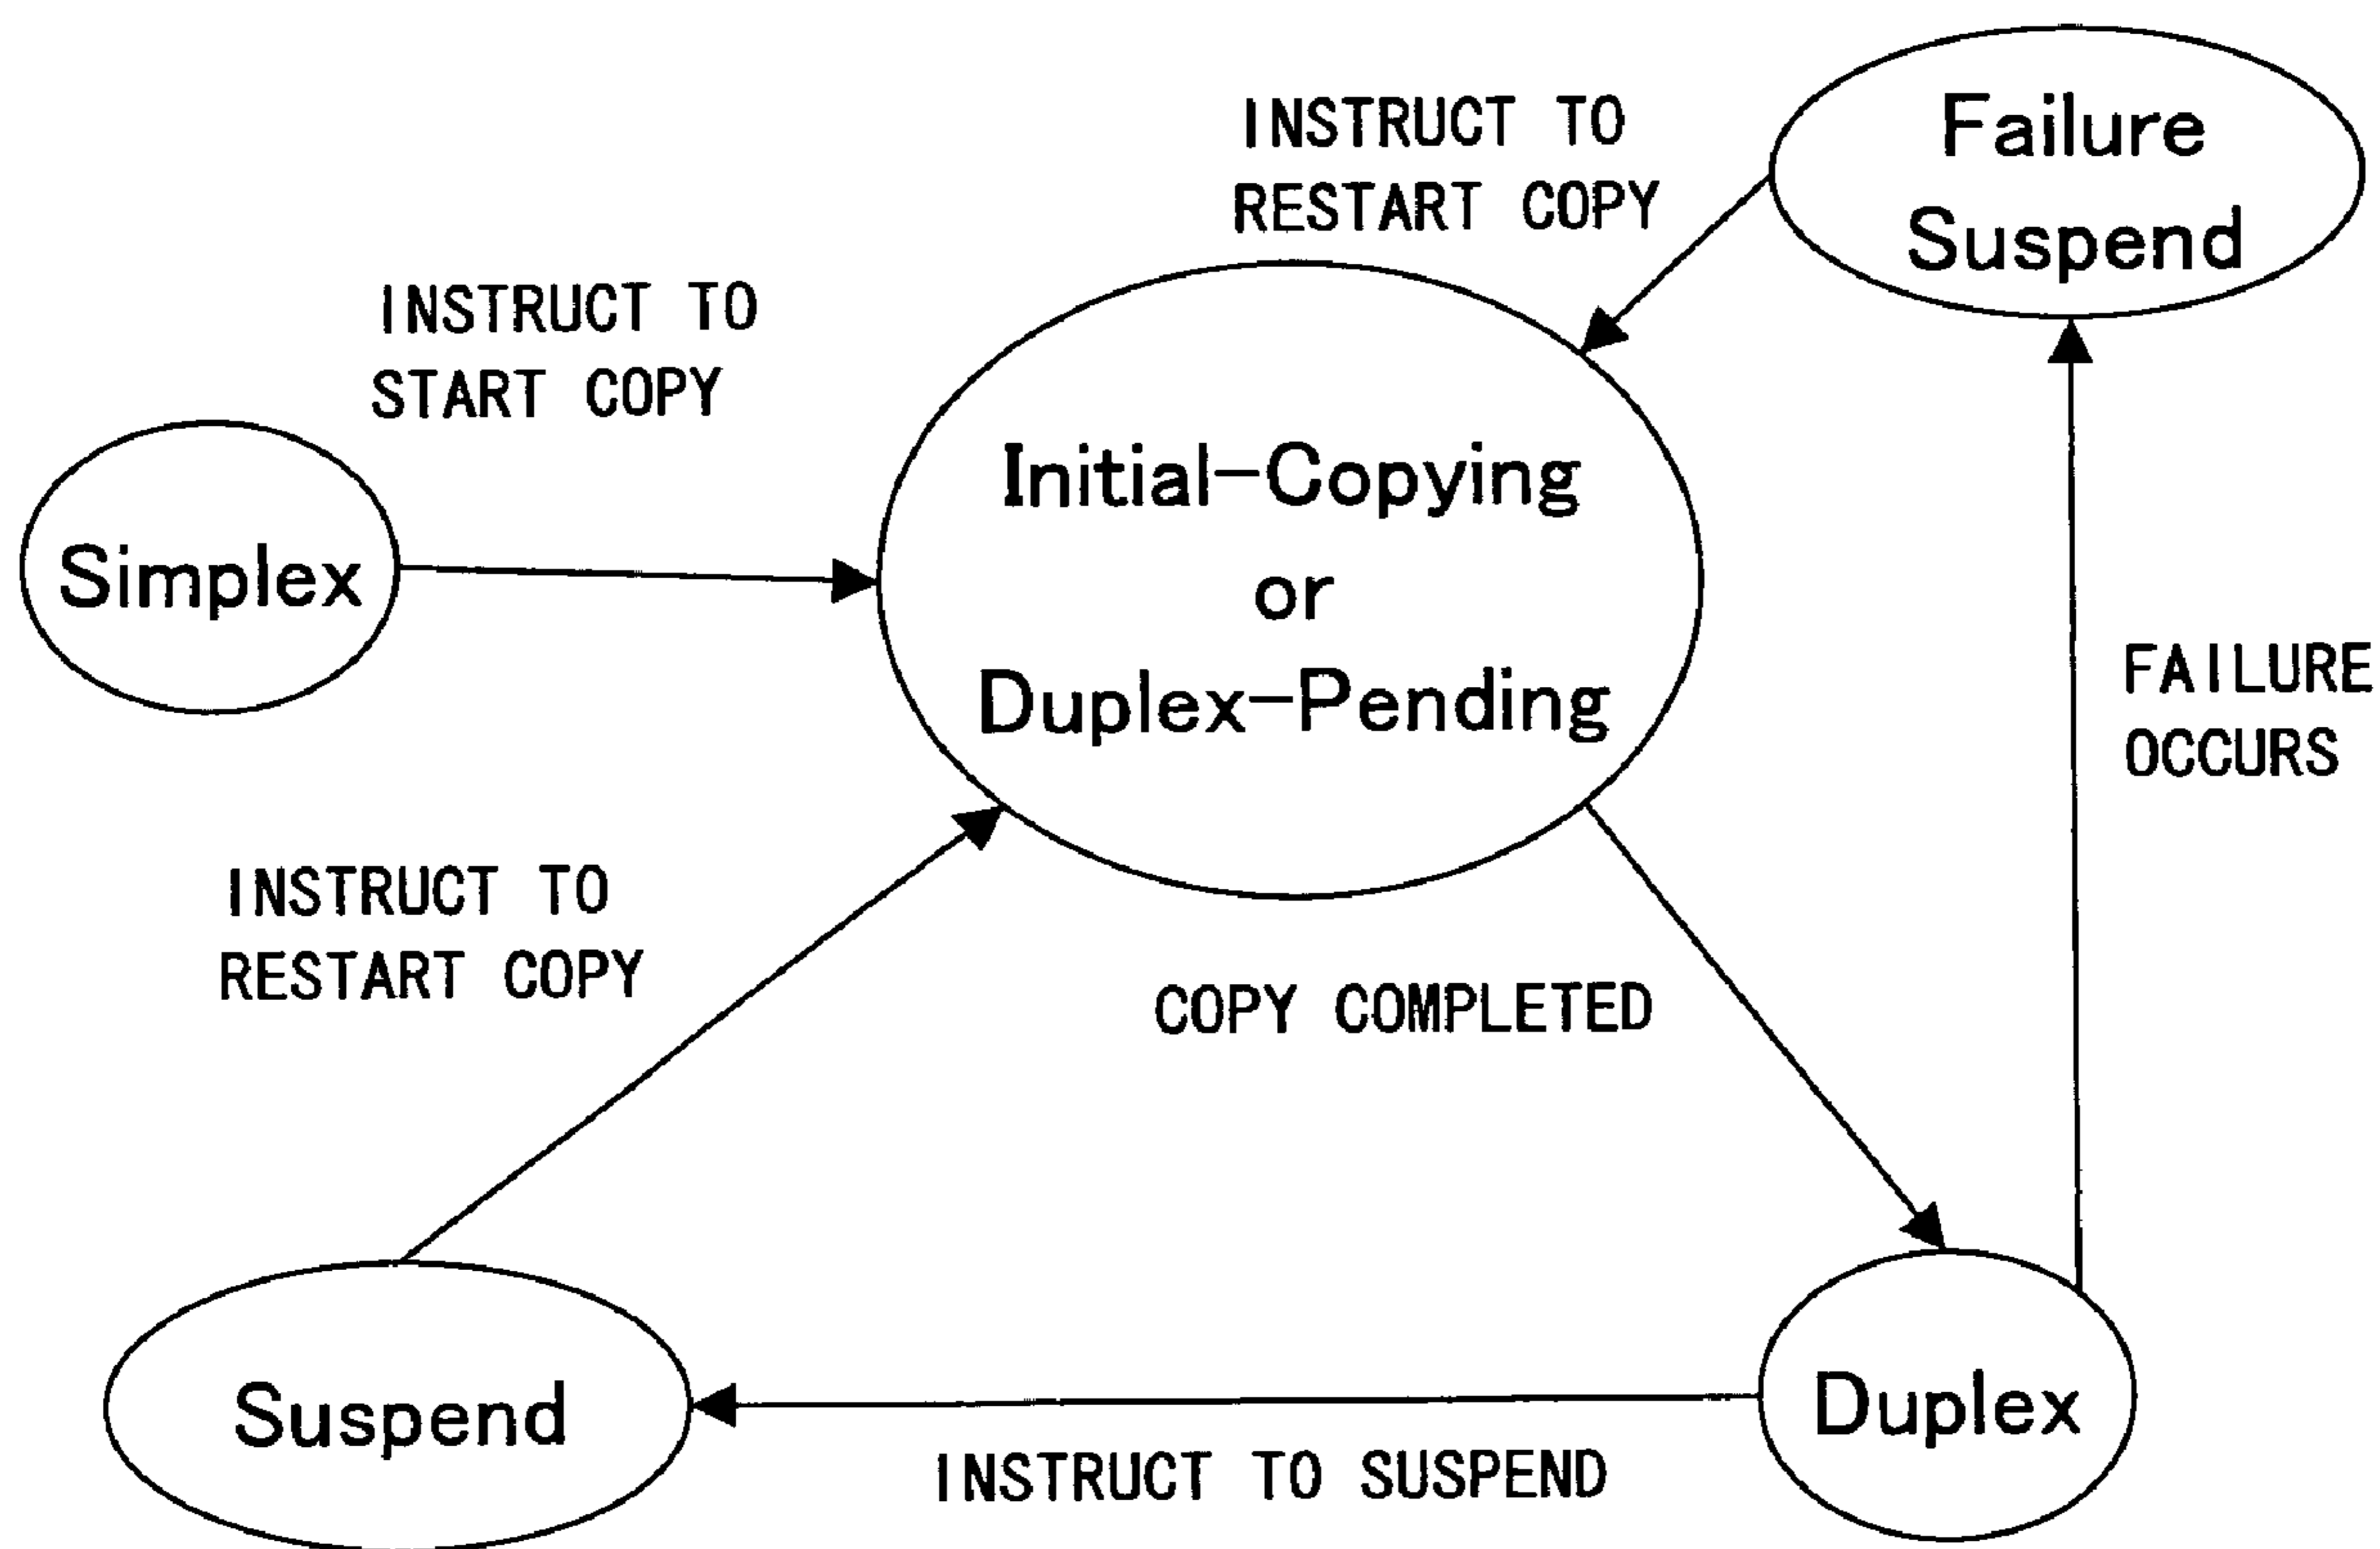 INSTRUCT TO
RESTART COPY
Failure
Suspend
INSTRUCT TO
START COPY
Simplex
Initial-Copying
or
Duplex-Pending
FAILURE
OCCURS
INSTRUCT TO
RESTART COPY
COPY COMPLETED
Suspend
Duplex
INSTRUCT TO SUSPEND